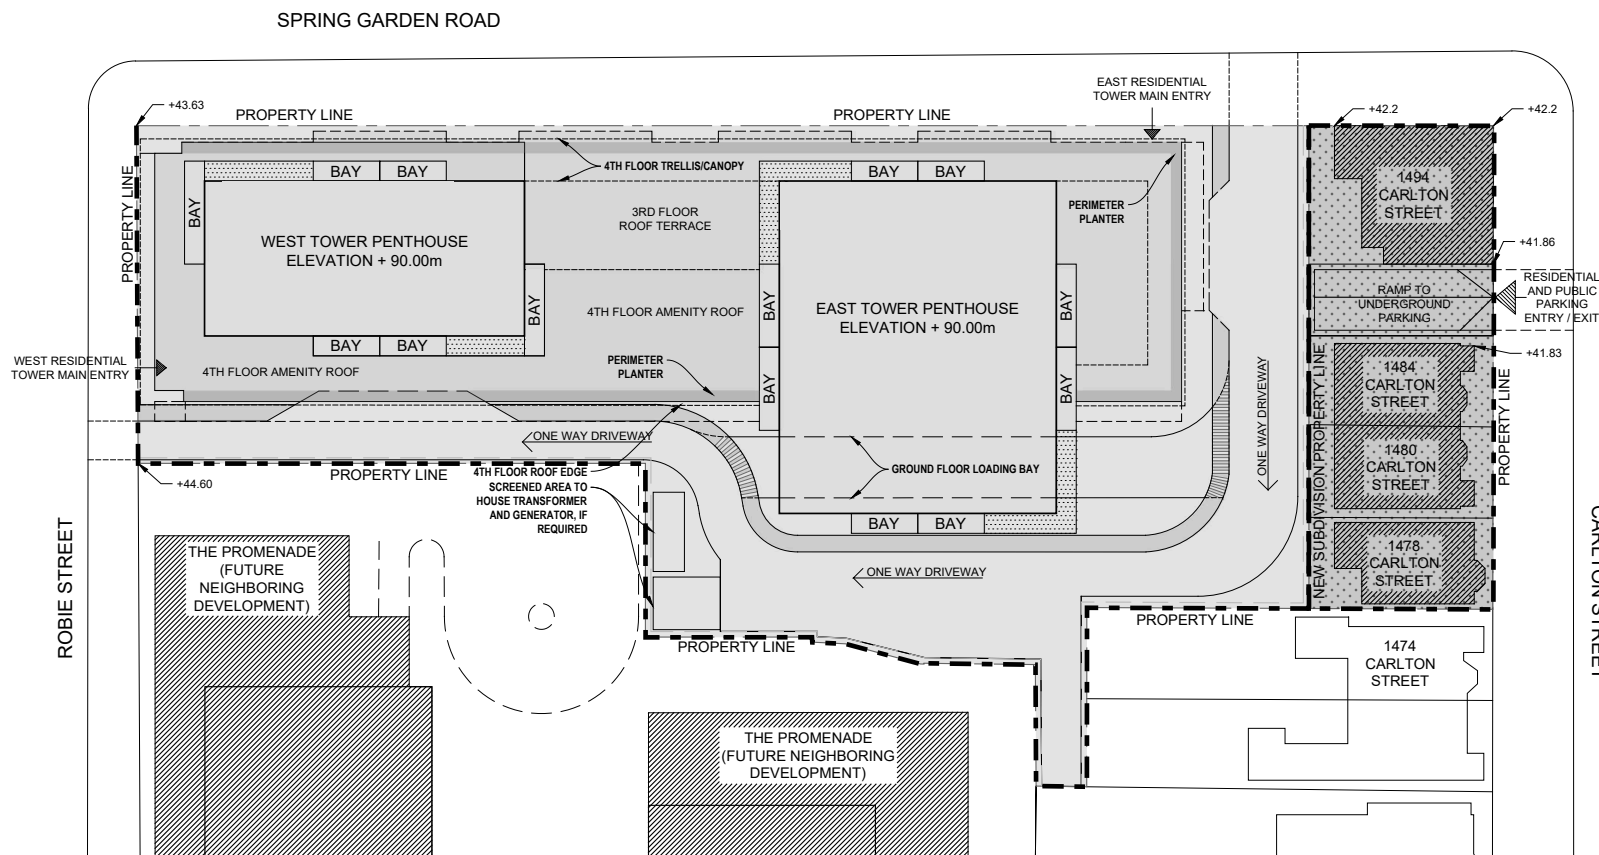 SPRING GARDEN ROAD
EAST RESIDENTIAL
TOWER MAIN ENTRY
+43.63
PROPERTY LINE
PROPERTY LINE
+42.2
+42.2
PROPERTY LINE
BAY
BAY
BAY
4TH FLOOR TRELLIS/CANOPY
BAY
BAY
1494
CARLTON
STREET
3RD FLOOR
ROOF TERRACE
PERIMETER
PLANTER
WEST TOWER PENTHOUSE
ELEVATION + 90.00m
+41.86
RESIDENTIAL
AND PUBLIC
PARKING
ENTRY / EXIT
RAMP TO
UNDERGROUND
PARKING
BAY
BAY
BAY
EAST TOWER PENTHOUSE
ELEVATION + 90.00m
4TH FLOOR AMENITY ROOF
BAY
BAY
WEST RESIDENTIAL
TOWER MAIN ENTRY
4TH FLOOR AMENITY ROOF
PERIMETER
PLANTER
BAY
BAY
+41.83
1484
CARLTON
STREET
PROPERTY LINE
ONE WAY DRIVEWAY
NEW SUBDIVISION PROPERTY LINE
ONE WAY DRIVEWAY
1480
CARLTON
STREET
PROPERTY LINE
+44.60
4TH FLOOR ROOF EDGE
SCREENED AREA TO
HOUSE TRANSFORMER
AND GENERATOR, IF
REQUIRED
GROUND FLOOR LOADING BAY
BAY
BAY
ROBIE STREET
THE PROMENADE
(FUTURE
NEIGHBORING
DEVELOPMENT)
ONE WAY DRIVEWAY
1478
CARLTON
STREET
CARLTON STREET
PROPERTY LINE
PROPERTY LINE
1474
CARLTON
STREET
THE PROMENADE
(FUTURE NEIGHBORING
DEVELOPMENT)